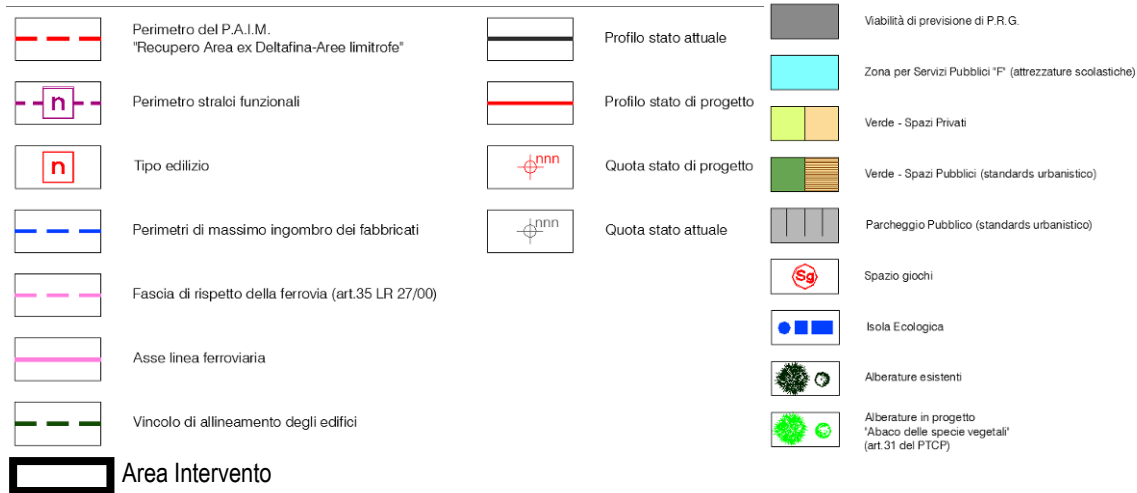 Perimetro del P.A.I.M.
"Recupero Area ex Deltafina-Aree limitrofe"
n
Perimetro stralci funzionali
n
Tipo edilizio
Perimetri di massimo ingombro dei fabbricati
Fascia di rispetto della ferrovia (art.35 LR 27/00)
Asse linea ferroviaria
Vincolo di allineamento degli edifici
Area Intervento
Profilo stato attuale
Profilo stato di progetto
nnn
Quota stato di progetto
nnn
Quota stato attuale
Viabilità di previsione di P.R.G.
Zona per Servizi Pubblici "F" (attrezzature scolastiche)
Verde - Spazi Privati
Verde - Spazi Pubblici (standards urbanistico)
Parcheggio Pubblico (standards urbanistico)
Sg
Spazio giochi
Isola Ecologica
Alberature esistenti
Alberature in progetto
"Abaco delle specie vegetali"
(art.31 del PTCP)